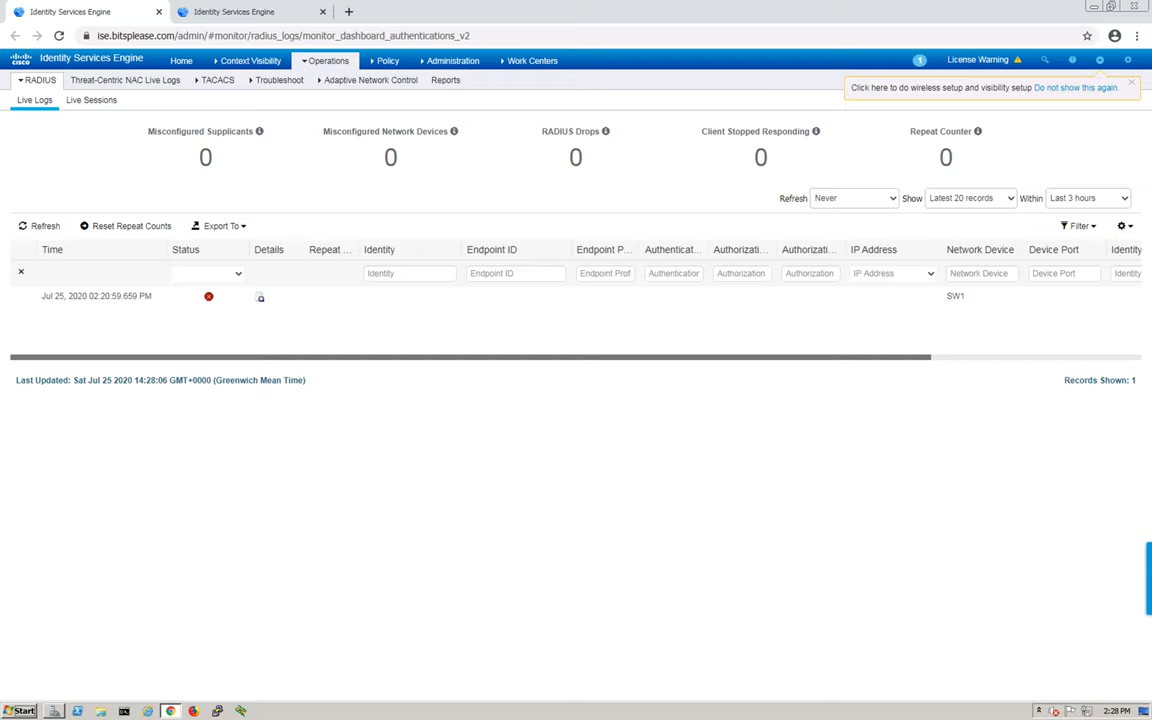 Identity Services Engine
Identity Services Engine
ise.bitsplease.com/admin/#monitor/radius_logs/monitor_dashboard_authentications_v2
cisco Identity Services Engine Home Context Visibility Operations Policy Administration Work Centers 1 License Warning
RADIUS Threat-Centric NAC Live Logs TACACS Troubleshoot Adaptive Network Control Reports
Click here to do wireless setup and visibility setup Do not show this again.
Live Logs Live Sessions
Misconfigured Supplicants Misconfigured Network Devices RADIUS Drops Client Stopped Responding Repeat Counter
0 0 0 0 0
Refresh Never Show Latest 20 records Within Last 3 hours
Refresh Reset Repeat Counts Export To Filter
Time Status Details Repeat ... Identity Endpoint ID Endpoint P... Authenticat... Authorizati... Authorizati... IP Address Network Device Device Port Identity
Identity Endpoint ID Endpoint Prof Authentication Authorization Authorization IP Address Network Device Device Port Identity
Jul 25, 2020 02:20:59.659 PM SW1
Last Updated: Sat Jul 25 2020 14:28:06 GMT+0000 (Greenwich Mean Time) Records Shown: 1
Start 2:28 PM